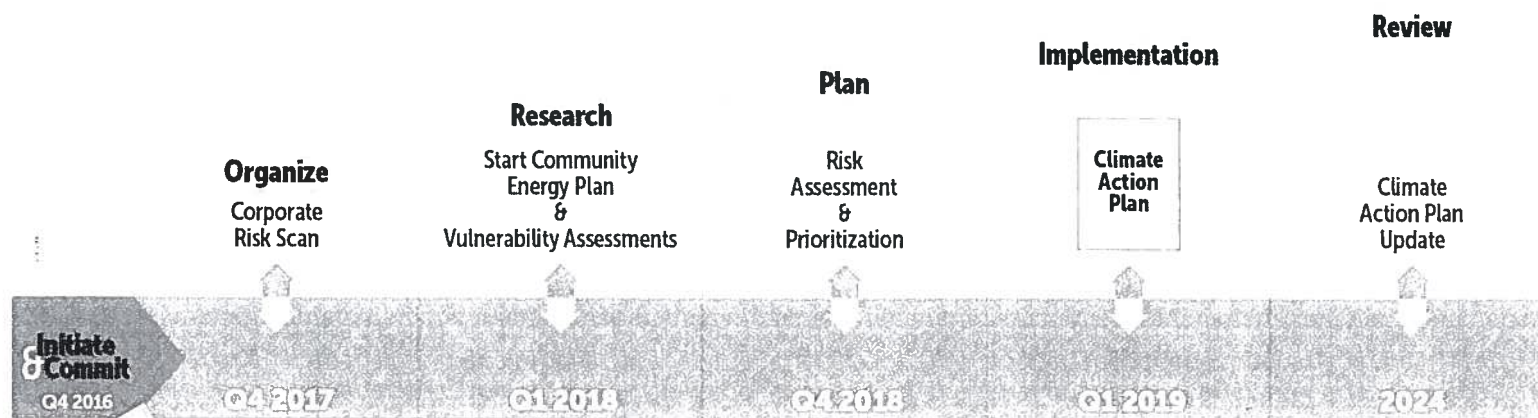 Organize
Corporate
Risk Scan
Research
Start Community
Energy Plan
&
Vulnerability Assessments
Plan
Risk
Assessment
&
Prioritization
Implementation
Climate
Action
Plan
Review
Climate
Action Plan
Update
Initiate
& Commit
Q4 2016
Q4 2017
Q1 2018
Q4 2018
Q1 2019
2024